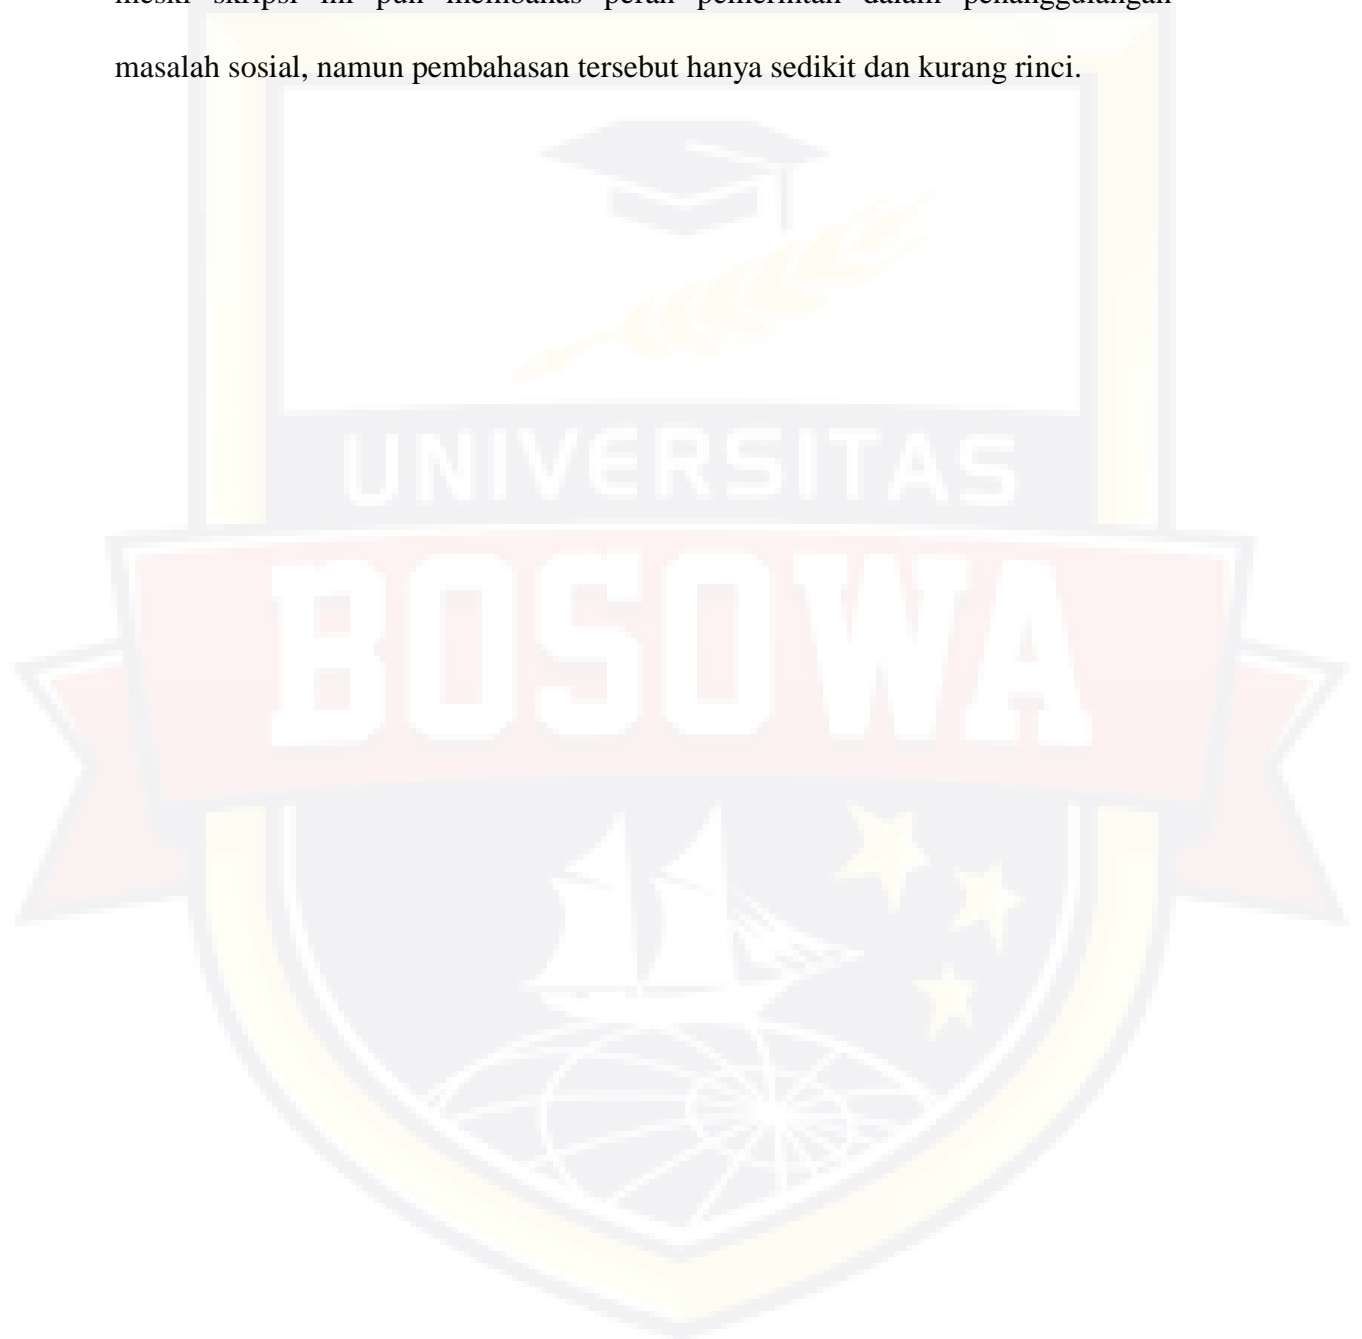 meski skripsi ini pun membahas peran pemerintah dalam penanggulangan
masalah sosial, namun pembahasan tersebut hanya sedikit dan kurang rinci.
UNIVERSITAS
BOSOWA